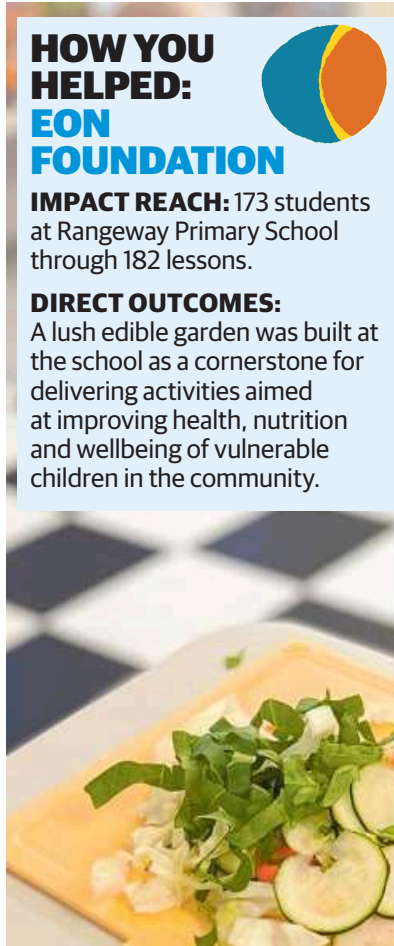 HOW YOU
HELPED:
EON
FOUNDATION
IMPACT REACH: 173 students
at Rangeway Primary School
through 182 lessons.
DIRECT OUTCOMES:
A lush edible garden was built at
the school as a cornerstone for
delivering activities aimed
at improving health, nutrition
and wellbeing of vulnerable
children in the community.